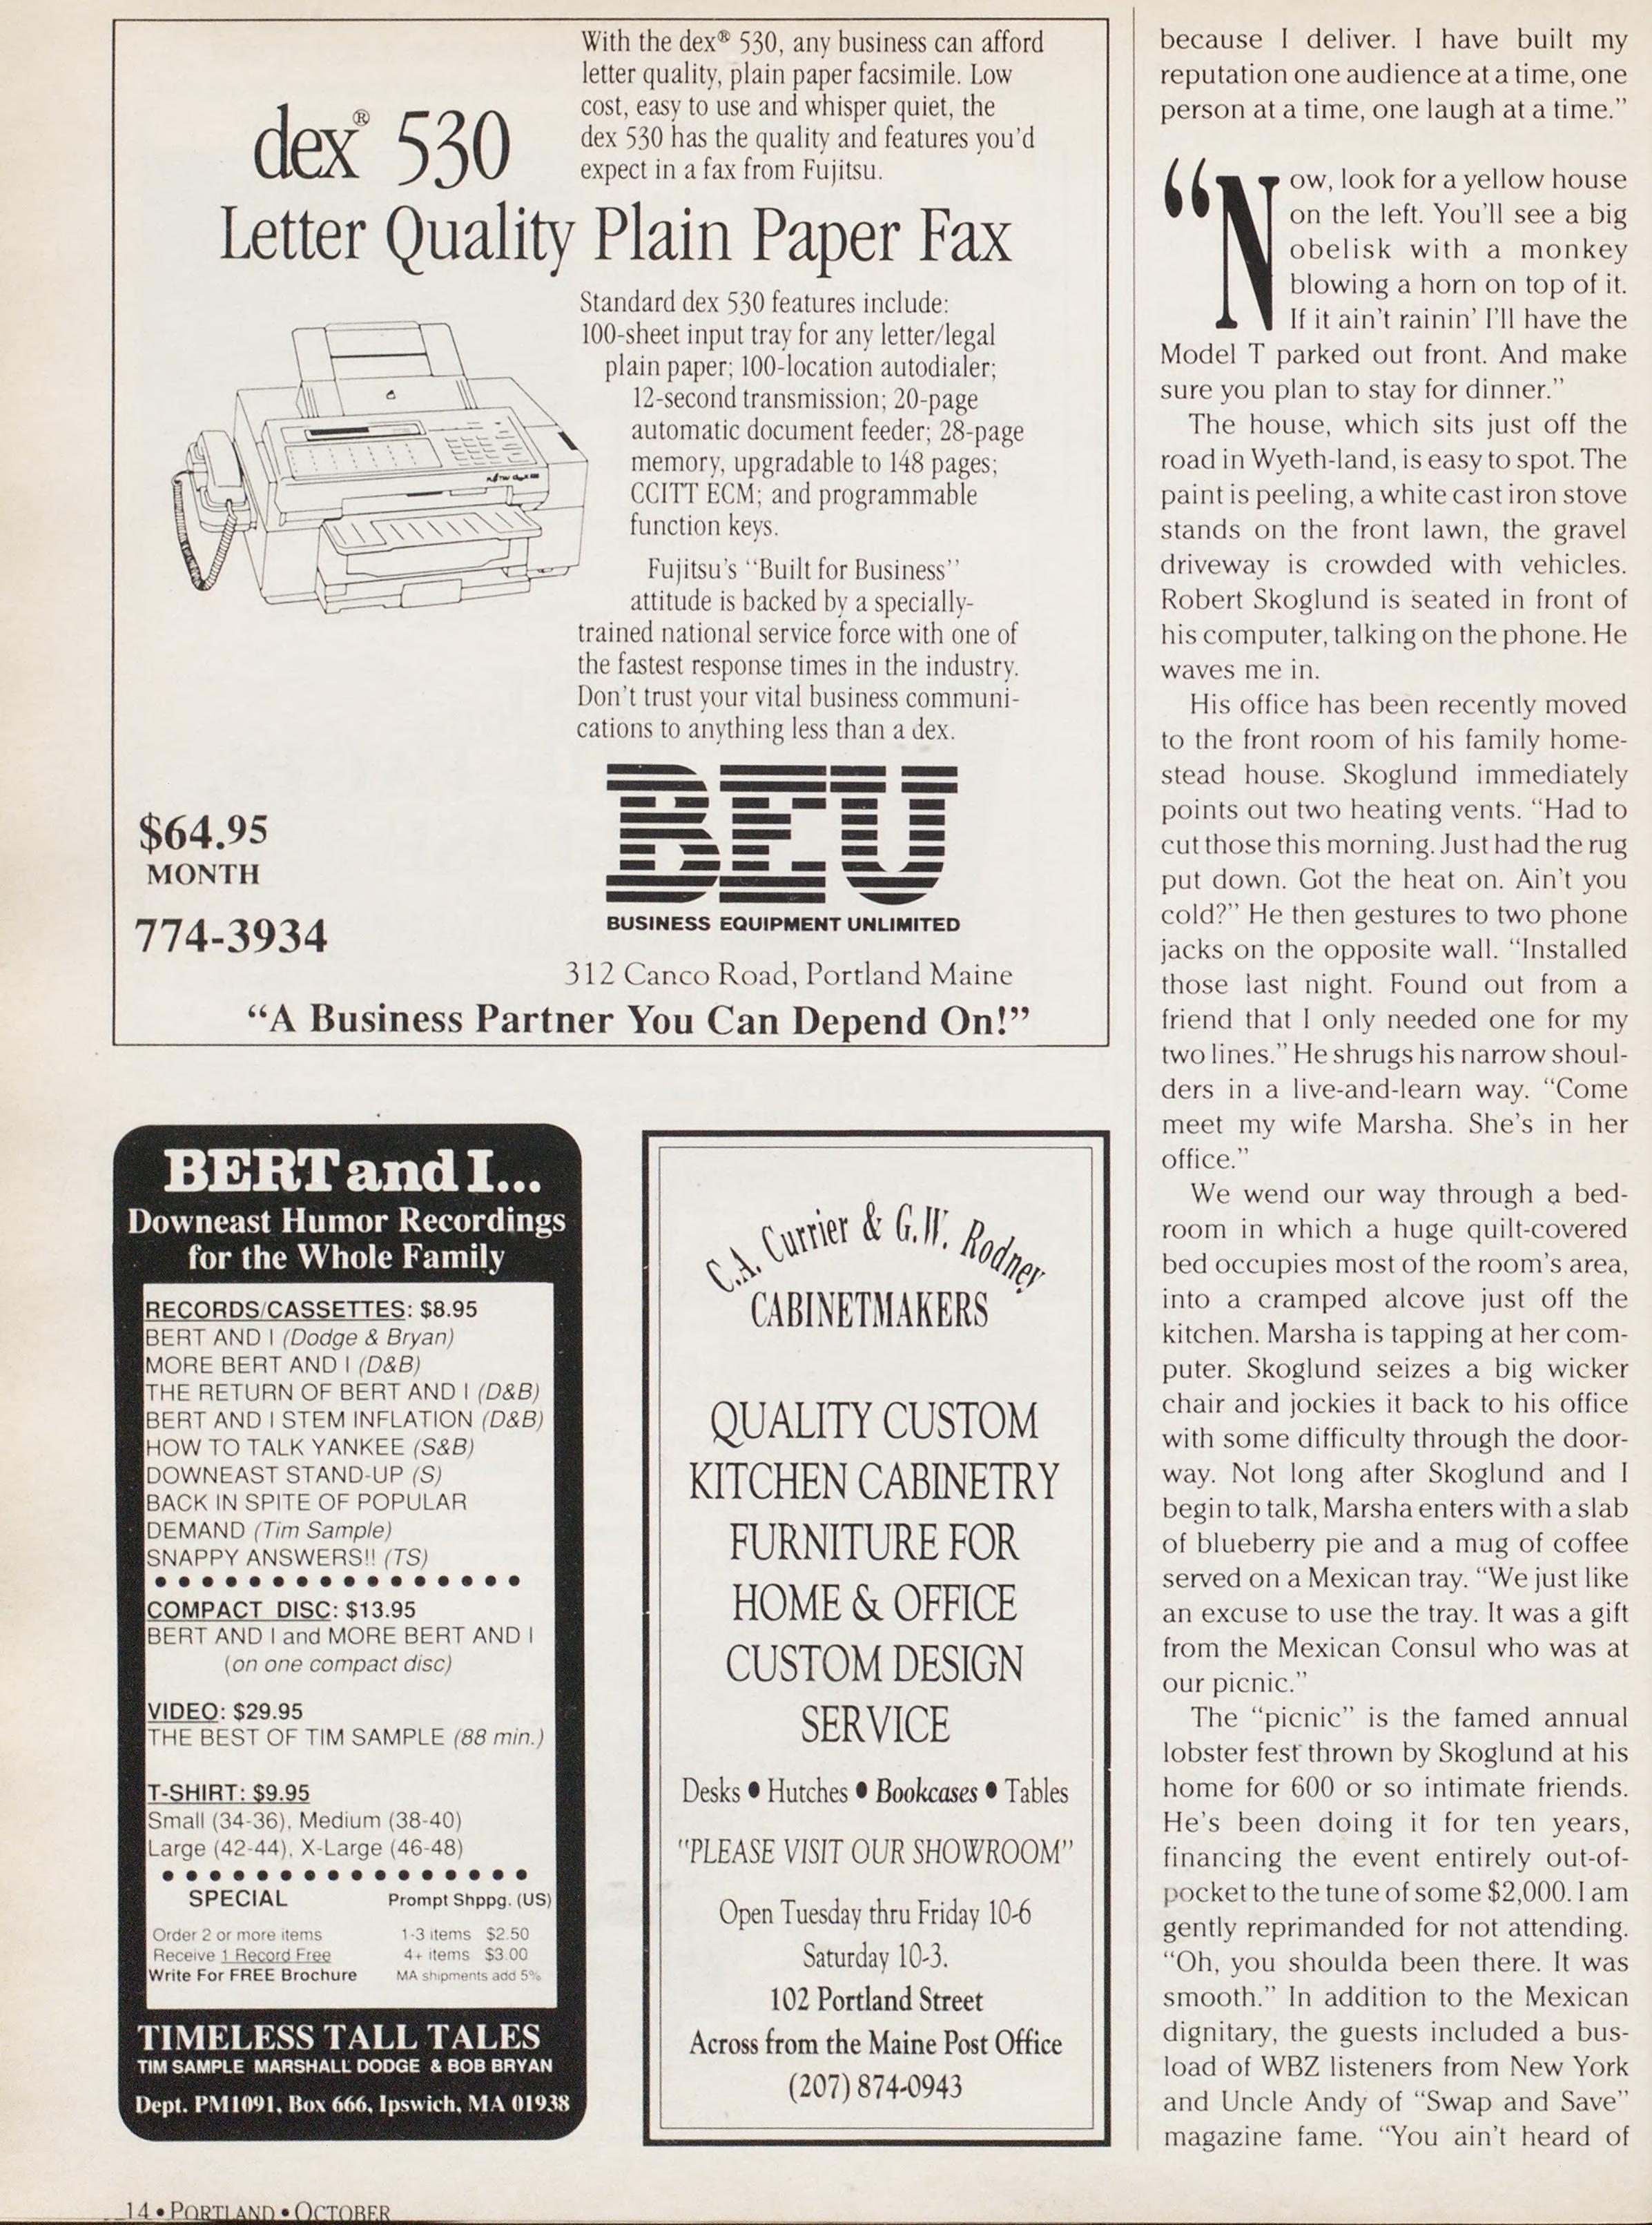 With the dex® 530, any business can afford
letter quality, plain paper facsimile. Low
cost, easy to use and whisper quiet, the
dex 530 has the quality and features you'd
expect in a fax from Fujitsu.
dex® 530
Letter Quality Plain Paper Fax
Standard dex 530 features include:
100-sheet input tray for any letter/legal
plain paper; 100-location autodialer;
12-second transmission; 20-page
automatic document feeder; 28-page
memory, upgradable to 148 pages;
CCITT ECM; and programmable
function keys.
Fujitsu's "Built for Business"
attitude is backed by a specially-
trained national service force with one of
the fastest response times in the industry.
Don't trust your vital business communi-
cations to anything less than a dex.
$64.95
MONTH
774-3934
BEU
BUSINESS EQUIPMENT UNLIMITED
312 Canco Road, Portland Maine
"A Business Partner You Can Depend On!"
BERT and I...
Downeast Humor Recordings
for the Whole Family
RECORDS/CASSETTES: $8.95
BERT AND I (Dodge & Bryan)
MORE BERT AND I (D&B)
THE RETURN OF BERT AND I (D&B)
BERT AND I STEM INFLATION (D&B)
HOW TO TALK YANKEE (S&B)
DOWNEAST STAND-UP (S)
BACK IN SPITE OF POPULAR
DEMAND (Tim Sample)
SNAPPY ANSWERS!! (TS)
COMPACT DISC: $13.95
BERT AND I and MORE BERT AND I
(on one compact disc)
VIDEO: $29.95
THE BEST OF TIM SAMPLE (88 min.)
T-SHIRT: $9.95
Small (34-36), Medium (38-40)
Large (42-44), X-Large (46-48)
SPECIAL Prompt Shppg. (US)
Order 2 or more items 1-3 items $2.50
Receive 1 Record Free 4+ items $3.00
Write For FREE Brochure MA shipments add 5%
TIMELESS TALL TALES
TIM SAMPLE MARSHALL DODGE & BOB BRYAN
Dept. PM1091, Box 666, Ipswich, MA 01938
C.A. Currier & G.W. Rodney
CABINETMAKERS
QUALITY CUSTOM
KITCHEN CABINETRY
FURNITURE FOR
HOME & OFFICE
CUSTOM DESIGN
SERVICE
Desks • Hutches • Bookcases • Tables
"PLEASE VISIT OUR SHOWROOM"
Open Tuesday thru Friday 10-6
Saturday 10-3.
102 Portland Street
Across from the Maine Post Office
(207) 874-0943
because I deliver. I have built my
reputation one audience at a time, one
person at a time, one laugh at a time."
"Now, look for a yellow house
on the left. You'll see a big
obelisk with a monkey
blowing a horn on top of it.
If it ain't rainin' I'll have the
Model T parked out front. And make
sure you plan to stay for dinner."
The house, which sits just off the
road in Wyeth-land, is easy to spot. The
paint is peeling, a white cast iron stove
stands on the front lawn, the gravel
driveway is crowded with vehicles.
Robert Skoglund is seated in front of
his computer, talking on the phone. He
waves me in.
His office has been recently moved
to the front room of his family home-
stead house. Skoglund immediately
points out two heating vents. "Had to
cut those this morning. Just had the rug
put down. Got the heat on. Ain't you
cold?" He then gestures to two phone
jacks on the opposite wall. "Installed
those last night. Found out from a
friend that I only needed one for my
two lines." He shrugs his narrow shoul-
ders in a live-and-learn way. "Come
meet my wife Marsha. She's in her
office."
We wend our way through a bed-
room in which a huge quilt-covered
bed occupies most of the room's area,
into a cramped alcove just off the
kitchen. Marsha is tapping at her com-
puter. Skoglund seizes a big wicker
chair and jockies it back to his office
with some difficulty through the door-
way. Not long after Skoglund and I
begin to talk, Marsha enters with a slab
of blueberry pie and a mug of coffee
served on a Mexican tray. "We just like
an excuse to use the tray. It was a gift
from the Mexican Consul who was at
our picnic."
The "picnic" is the famed annual
lobster fest thrown by Skoglund at his
home for 600 or so intimate friends.
He's been doing it for ten years,
financing the event entirely out-of-
pocket to the tune of some $2,000. I am
gently reprimanded for not attending.
"Oh, you shoulda been there. It was
smooth." In addition to the Mexican
dignitary, the guests included a bus-
load of WBZ listeners from New York
and Uncle Andy of "Swap and Save"
magazine fame. "You ain't heard of
14 • PORTLAND • OCTOBER